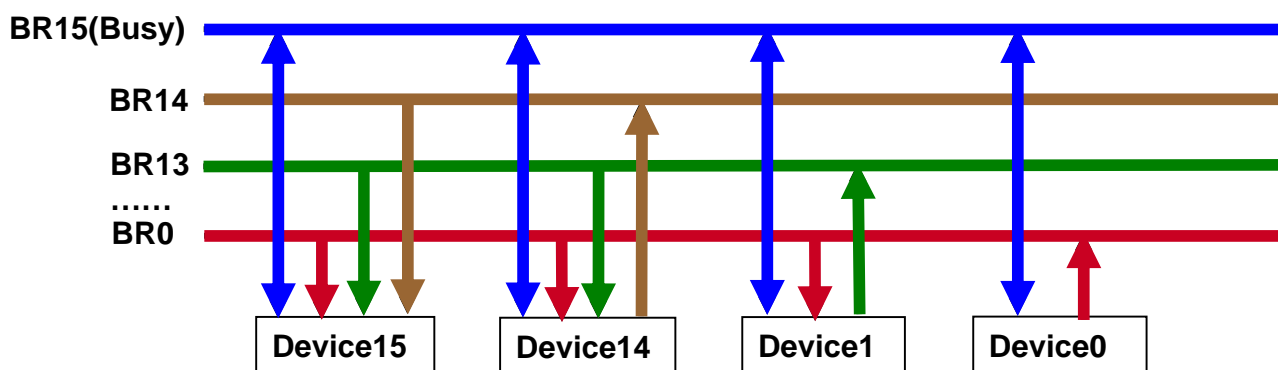 BR15(Busy)
BR14
BR13
......
BR0
Device15 Device14 Device1 Device0